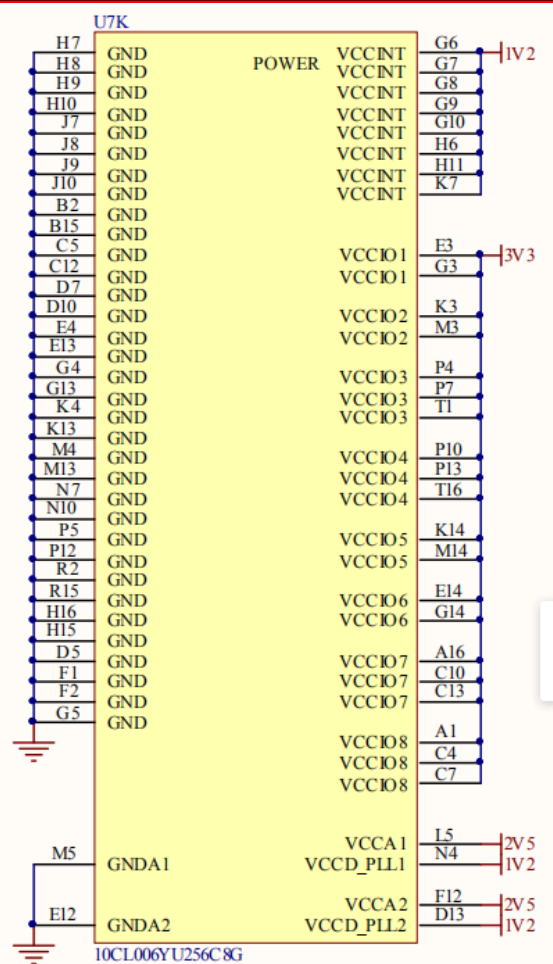 U7K
H7 GND POWER VCCINT G6 1V2
H8 GND VCCINT G7
H9 GND VCCINT G8
H10 GND VCCINT G9
J7 GND VCCINT G10
J8 GND VCCINT H6
J9 GND VCCINT H11
J10 GND VCCINT K7
B2 GND
B15 GND
C5 GND VCCIO1 E3 3V3
C12 GND VCCIO1 G3
D7 GND
D10 GND VCCIO2 K3
E4 GND VCCIO2 M3
E13 GND
G4 GND VCCIO3 P4
G13 GND VCCIO3 P7
K4 GND VCCIO3 T1
K13 GND
M4 GND VCCIO4 P10
M13 GND VCCIO4 P13
N7 GND VCCIO4 T16
N10 GND
P5 GND VCCIO5 K14
P12 GND VCCIO5 M14
R2 GND
R15 GND VCCIO6 E14
H16 GND VCCIO6 G14
H15 GND
D5 GND VCCIO7 A16
F1 GND VCCIO7 C10
F2 GND VCCIO7 C13
G5 GND
VCCIO8 A1
VCCIO8 C4
VCCIO8 C7
VCCA1 L5 2V5
M5 GNDA1 VCCD_PLL1 N4 1V2
VCCA2 F12 2V5
E12 GNDA2 VCCD_PLL2 D13 1V2
10CL006YU256C8G